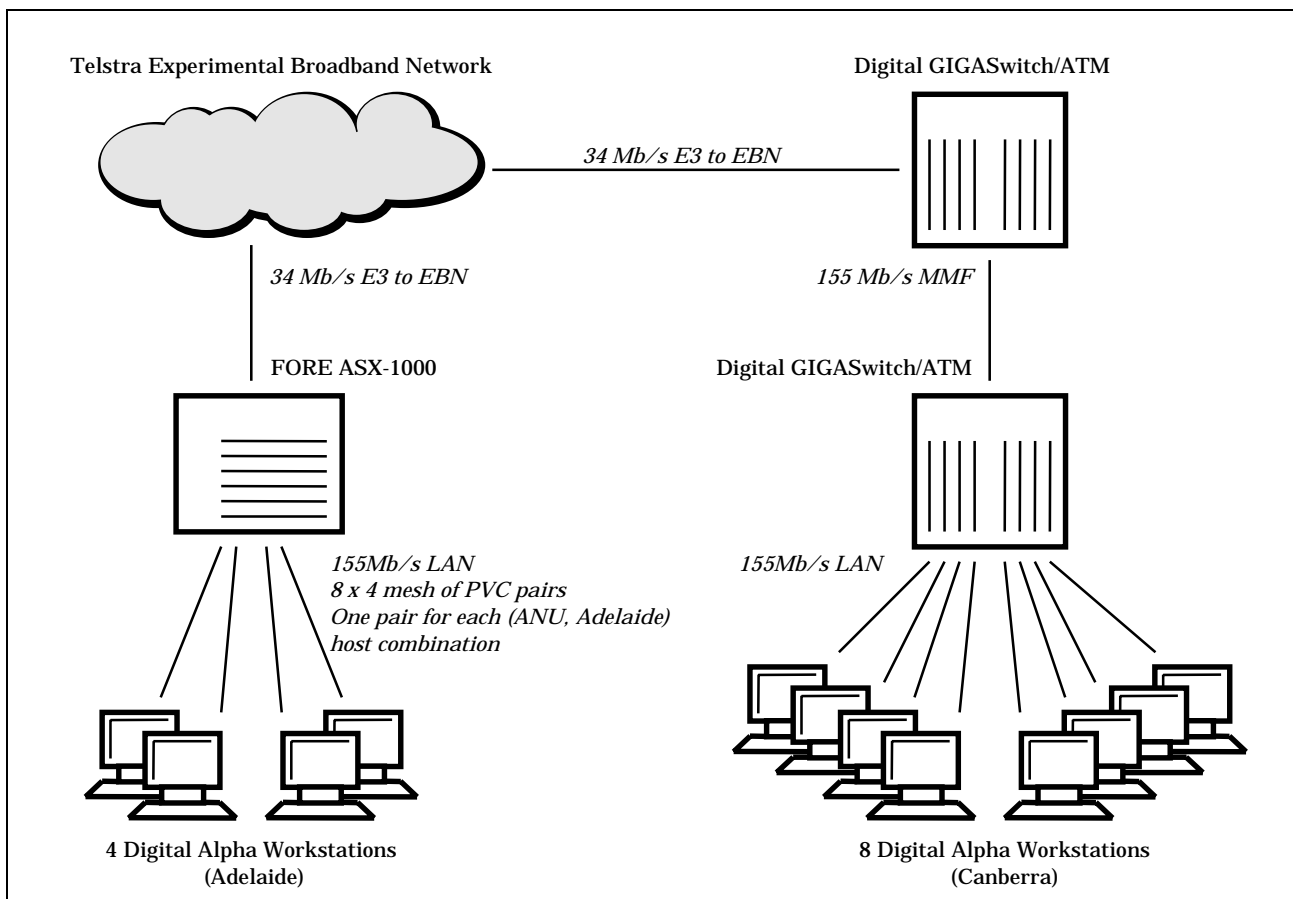 Telstra Experimental Broadband Network
Digital GIGASwitch/ATM
34 Mb/s E3 to EBN
34 Mb/s E3 to EBN
155 Mb/s MMF
FORE ASX-1000
Digital GIGASwitch/ATM
155Mb/s LAN
8 x 4 mesh of PVC pairs
One pair for each (ANU, Adelaide)
host combination
155Mb/s LAN
4 Digital Alpha Workstations
(Adelaide)
8 Digital Alpha Workstations
(Canberra)